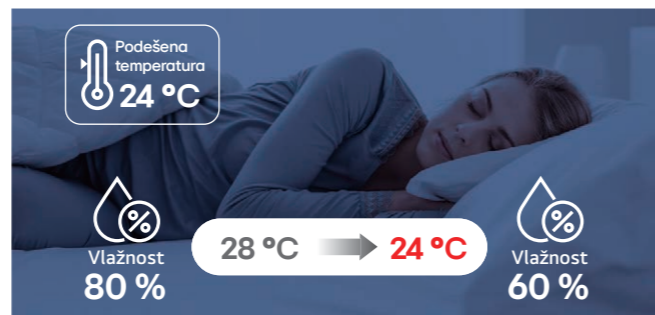 Podešena
temperatura
24 °C
%
Vlažnost
80 %
28 °C
24 °C
%
Vlažnost
60 %